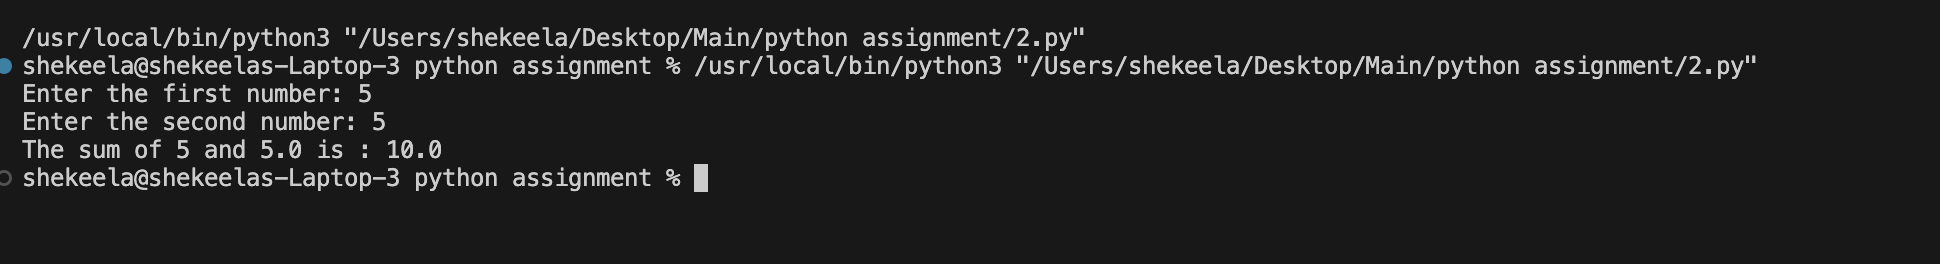 /usr/local/bin/python3 "/Users/shekeela/Desktop/Main/python assignment/2.py"
shekeela@shekeelas-Laptop-3 python assignment % /usr/local/bin/python3 "/Users/shekeela/Desktop/Main/python assignment/2.py"
Enter the first number: 5
Enter the second number: 5
The sum of 5 and 5.0 is : 10.0
shekeela@shekeelas-Laptop-3 python assignment %